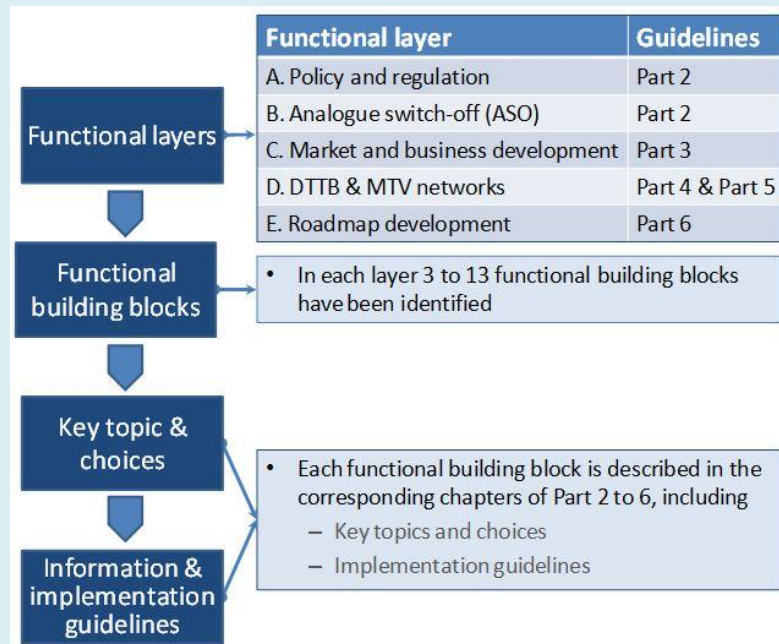 Functional layer Guidelines
A. Policy and regulation Part 2
B. Analogue switch-off (ASO) Part 2
C. Market and business development Part 3
D. DTTB & MTV networks Part 4 & Part 5
E. Roadmap development Part 6
Functional layers
Functional
building blocks
• In each layer 3 to 13 functional building blocks
have been identified
Key topic &
choices
• Each functional building block is described in the
corresponding chapters of Part 2 to 6, including
– Key topics and choices
– Implementation guidelines
Information &
implementation
guidelines